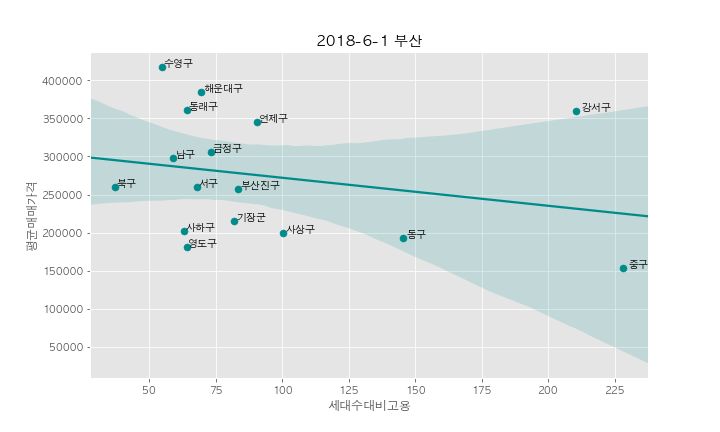 2018-6-1 부산
평균매매가격
400000
350000
300000
250000
200000
150000
100000
50000
수영구
해운대구
동래구
연제구
강서구
금정구
남구
북구
서구
부산진구
기장군
사하구
사상구
영도구
동구
중구
50
75
100
125
150
175
200
225
세대수대비고용